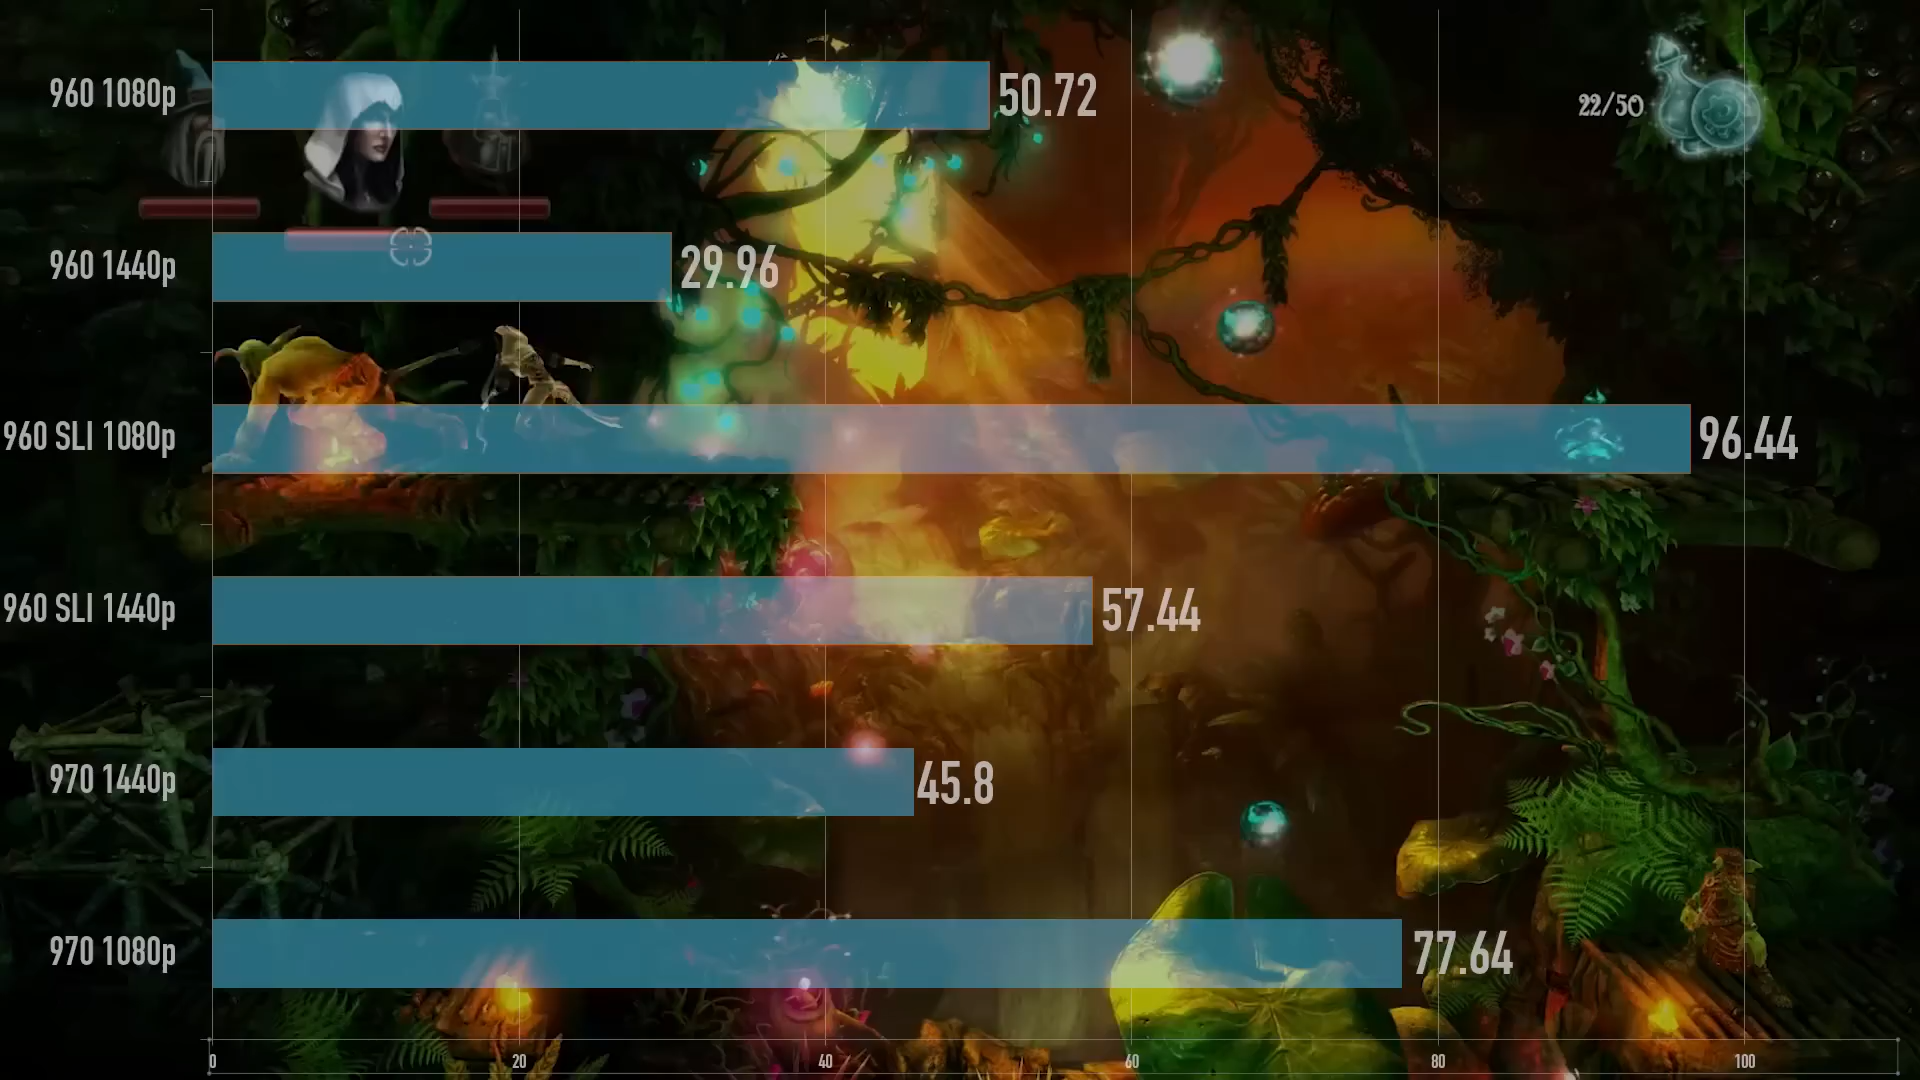 960 1080p 50.72
22/50
960 1440p 29.96
960 SLI 1080p 96.44
960 SLI 1440p 57.44
970 1440p 45.8
970 1080p 77.64
0 20 40 60 80 100